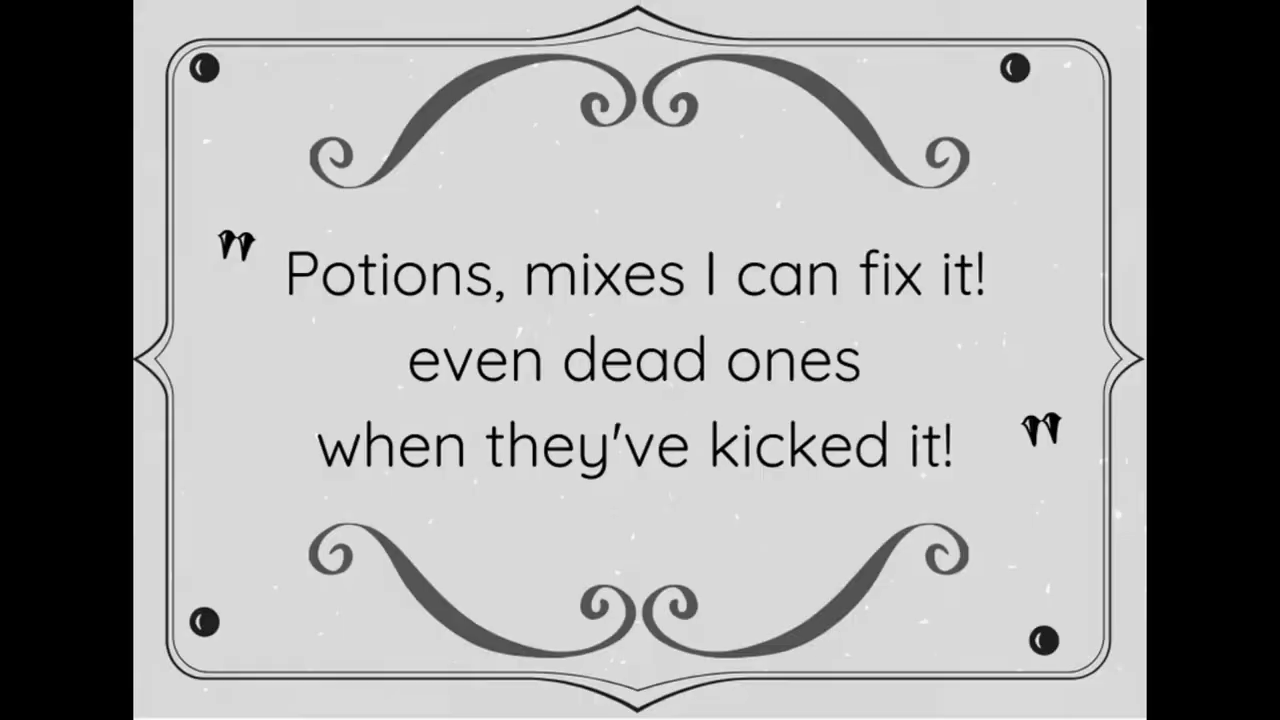 " Potions, mixes I can fix it!
even dead ones
when they've kicked it! "